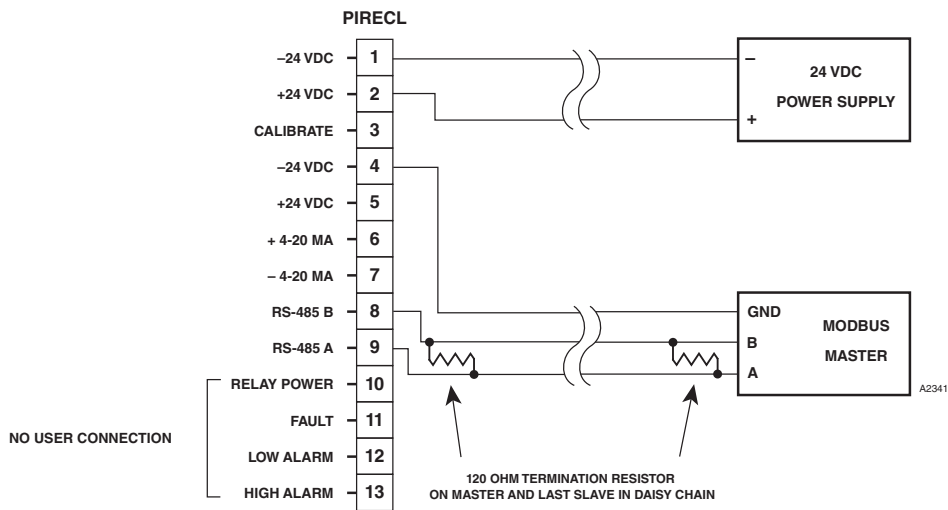 PIRECL
–24 VDC 1
+24 VDC 2
CALIBRATE 3
–24 VDC 4
+24 VDC 5
+ 4-20 MA 6
– 4-20 MA 7
RS-485 B 8
RS-485 A 9
RELAY POWER 10
FAULT 11
LOW ALARM 12
HIGH ALARM 13
NO USER CONNECTION
–
24 VDC
POWER SUPPLY
+
GND
B
A
MODBUS
MASTER
A2341
120 OHM TERMINATION RESISTOR
ON MASTER AND LAST SLAVE IN DAISY CHAIN